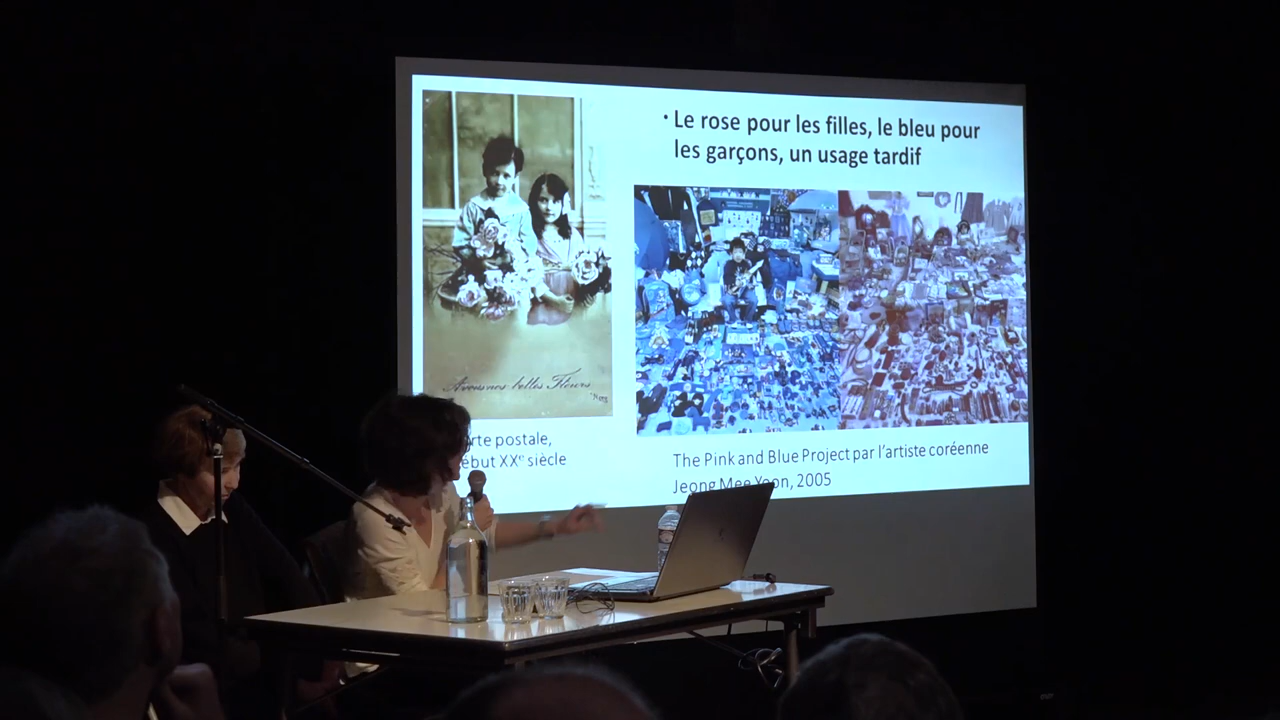 • Le rose pour les filles, le bleu pour
les garçons, un usage tardif
Avec nos belles Fleurs
rte postale,
ébut XXᵉ siècle
The Pink and Blue Project par l'artiste coréenne
Jeong Mee Yoon, 2005